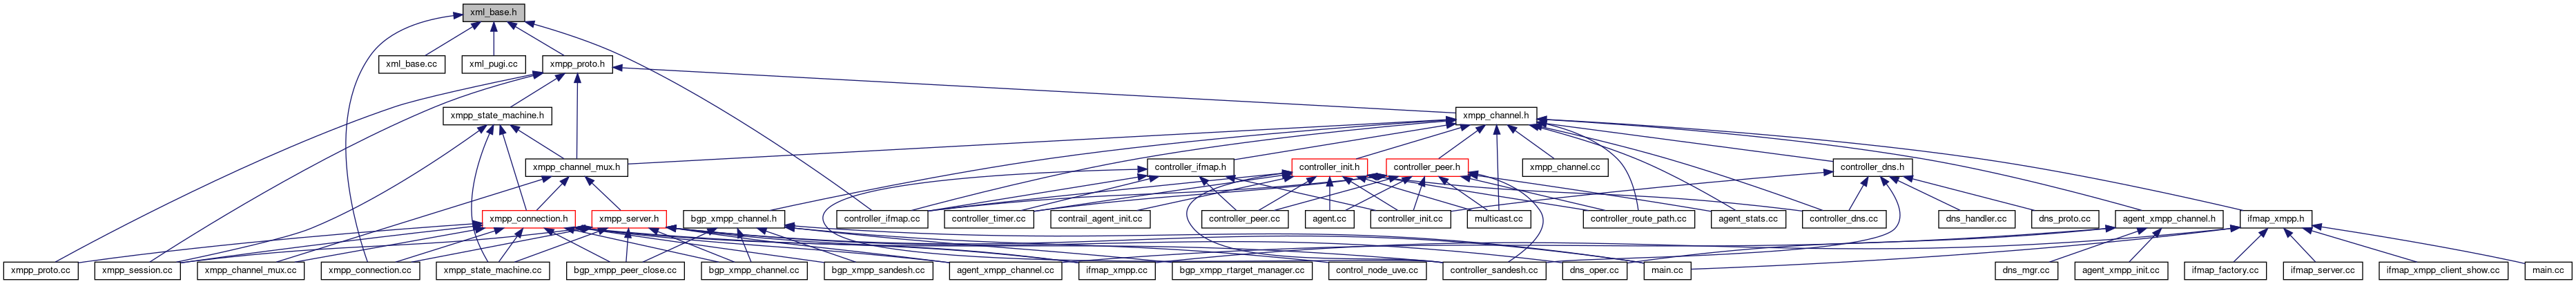 xml_base.h
xml_base.cc
xml_pugi.cc
xmpp_proto.h
xmpp_state_machine.h
xmpp_channel.h
xmpp_channel_mux.h
controller_ifmap.h
controller_init.h
controller_peer.h
xmpp_channel.cc
controller_dns.h
xmpp_connection.h
xmpp_server.h
bgp_xmpp_channel.h
controller_ifmap.cc
controller_timer.cc
contrail_agent_init.cc
controller_peer.cc
agent.cc
controller_init.cc
multicast.cc
controller_route_path.cc
agent_stats.cc
controller_dns.cc
dns_handler.cc
dns_proto.cc
agent_xmpp_channel.h
ifmap_xmpp.h
xmpp_proto.cc
xmpp_session.cc
xmpp_channel_mux.cc
xmpp_connection.cc
xmpp_state_machine.cc
bgp_xmpp_peer_close.cc
bgp_xmpp_channel.cc
bgp_xmpp_sandesh.cc
agent_xmpp_channel.cc
ifmap_xmpp.cc
bgp_xmpp_rtarget_manager.cc
control_node_uve.cc
controller_sandesh.cc
dns_oper.cc
main.cc
dns_mgr.cc
agent_xmpp_init.cc
ifmap_factory.cc
ifmap_server.cc
ifmap_xmpp_client_show.cc
main.cc